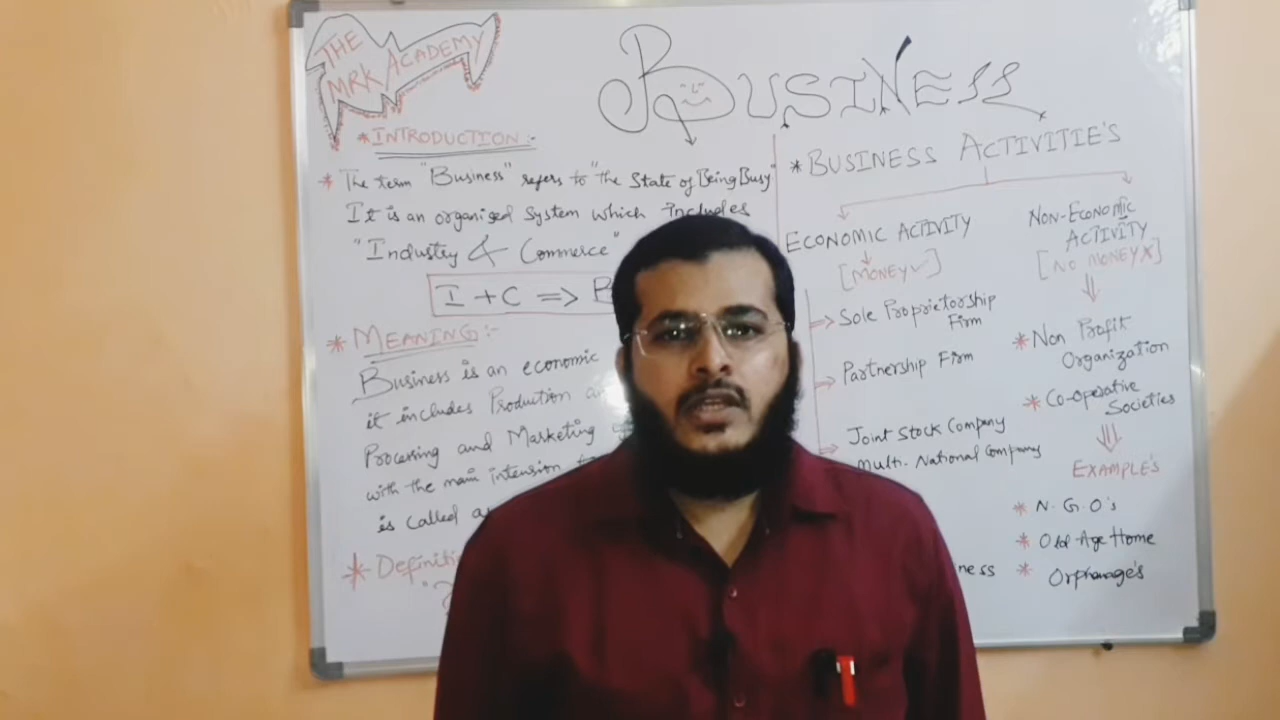 THE
MRK ACADEMY
BUSINESS
*INTRODUCTION:-
* The term "Business" refers to "the State of Being Busy"
It is an organised system which includes
"Industry & Commerce"
I + C => B
* MEANING:-
Business is an economic
it includes Production
Processing and Marketing
with the main intension
is called
* BUSINESS ACTIVITIE'S
ECONOMIC ACTIVITY
[MONEY✓]
=> Sole Proprietorship
Firm
=> Partnership Firm
=> Joint Stock Company
Multi-National Company
ness
NON-ECONOMIC
ACTIVITY
[NO MONEY X]
* Non Profit
Organization
* Co-operative
Societies
EXAMPLE'S
* N.G.O's
* Old Age Home
* Orphanage's